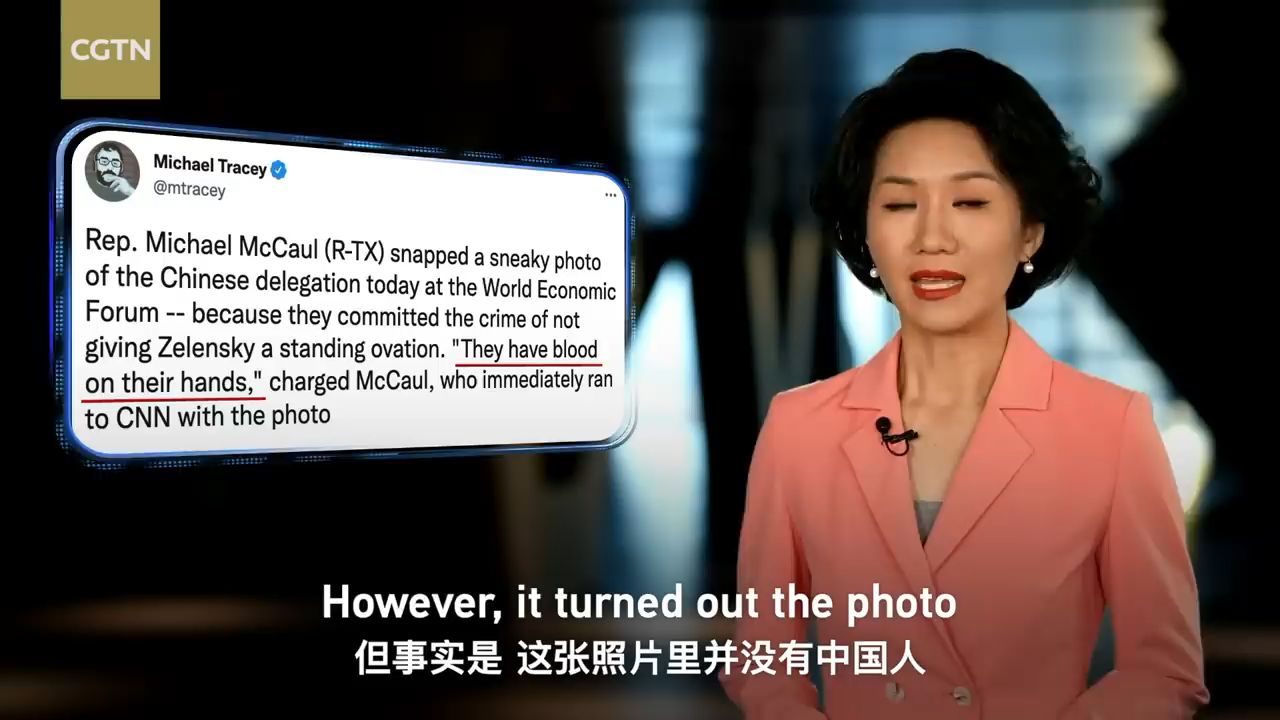 CGTN
Michael Tracey
@mtracey
...
Rep. Michael McCaul (R-TX) snapped a sneaky photo
of the Chinese delegation today at the World Economic
Forum -- because they committed the crime of not
giving Zelensky a standing ovation. "They have blood
on their hands," charged McCaul, who immediately ran
to CNN with the photo
However, it turned out the photo
但事实是 这张照片里并没有中国人